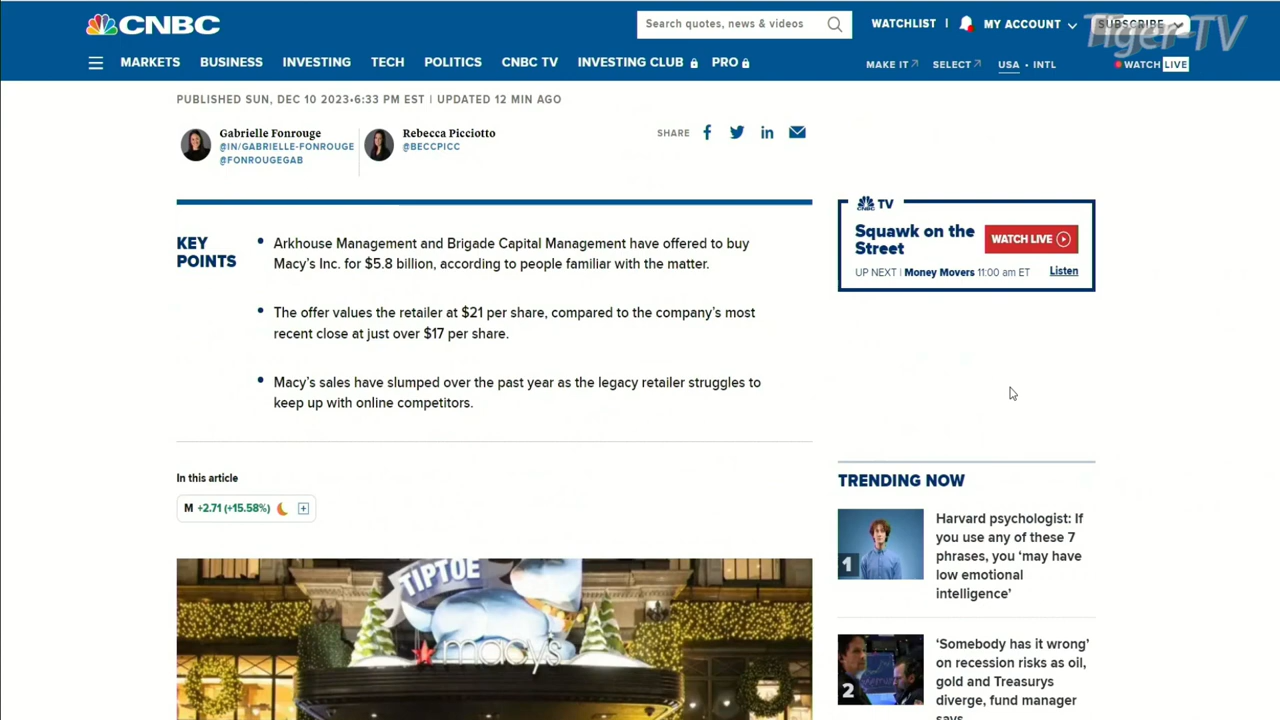 CNBC
Search quotes, news & videos
WATCHLIST
MY ACCOUNT
SUBSCRIBE
Tiger-TV
MARKETS
BUSINESS
INVESTING
TECH
POLITICS
CNBC TV
INVESTING CLUB
PRO
MAKE IT
SELECT
USA • INTL
WATCH LIVE
PUBLISHED SUN, DEC 10 2023•6:33 PM EST | UPDATED 12 MIN AGO
Gabrielle Fonrouge
@IN/GABRIELLE-FONROUGE
@FONROUGEGAB
Rebecca Picciotto
@BECCPICC
SHARE
KEY
POINTS
Arkhouse Management and Brigade Capital Management have offered to buy
Macy's Inc. for $5.8 billion, according to people familiar with the matter.
The offer values the retailer at $21 per share, compared to the company's most
recent close at just over $17 per share.
Macy's sales have slumped over the past year as the legacy retailer struggles to
keep up with online competitors.
In this article
M +2.71 (+15.58%)
TIPTOE
macy's
CNBC TV
Squawk on the
Street
WATCH LIVE
UP NEXT | Money Movers 11:00 am ET
Listen
TRENDING NOW
1
Harvard psychologist: If
you use any of these 7
phrases, you 'may have
low emotional
intelligence'
2
'Somebody has it wrong'
on recession risks as oil,
gold and Treasurys
diverge, fund manager
says